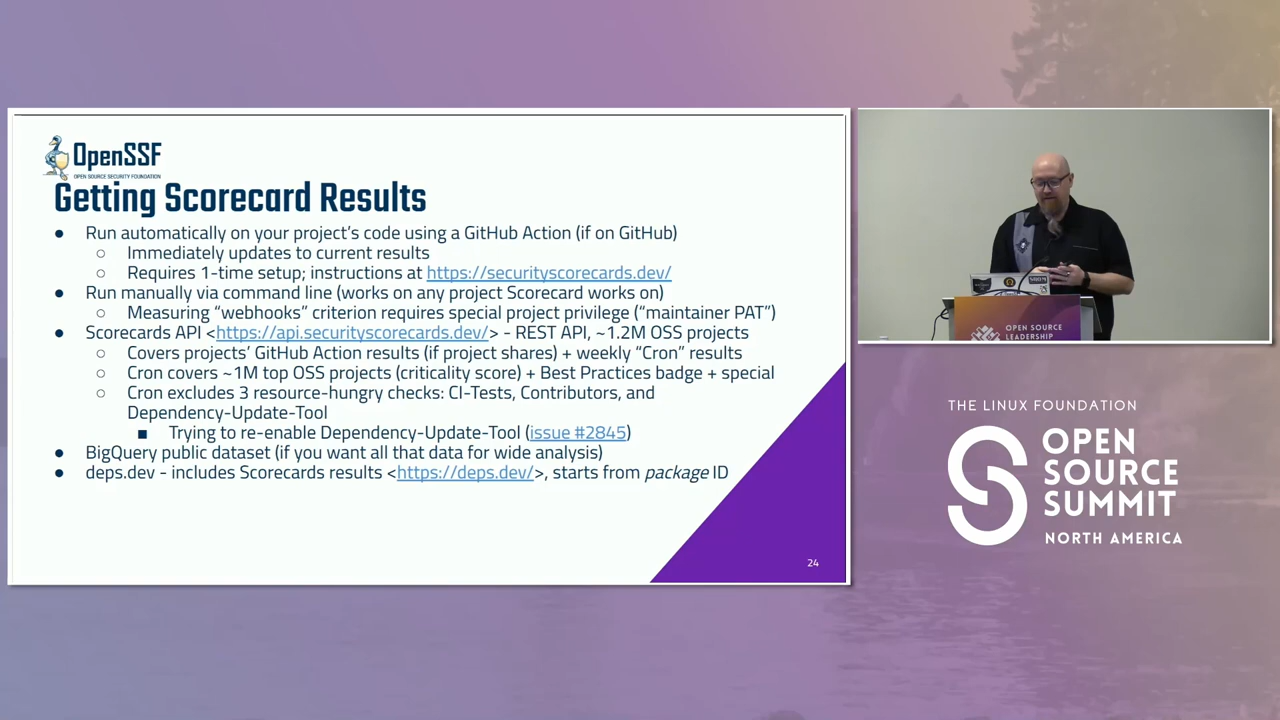 OpenSSF
OPEN SOURCE SECURITY FOUNDATION
Getting Scorecard Results
● Run automatically on your project’s code using a GitHub Action (if on GitHub)
○ Immediately updates to current results
○ Requires 1-time setup; instructions at https://securityscorecards.dev/
● Run manually via command line (works on any project Scorecard works on)
○ Measuring “webhooks” criterion requires special project privilege (“maintainer PAT”)
● Scorecards API <https://api.securityscorecards.dev/> - REST API, ~1.2M OSS projects
○ Covers projects’ GitHub Action results (if project shares) + weekly “Cron” results
○ Cron covers ~1M top OSS projects (criticality score) + Best Practices badge + special
○ Cron excludes 3 resource-hungry checks: CI-Tests, Contributors, and
Dependency-Update-Tool
■ Trying to re-enable Dependency-Update-Tool (issue #2845)
● BigQuery public dataset (if you want all that data for wide analysis)
● deps.dev - includes Scorecards results <https://deps.dev/>, starts from package ID
24
OPEN SOURCE
LEADERSHIP
THE LINUX FOUNDATION
OPEN
SOURCE
SUMMIT
NORTH AMERICA